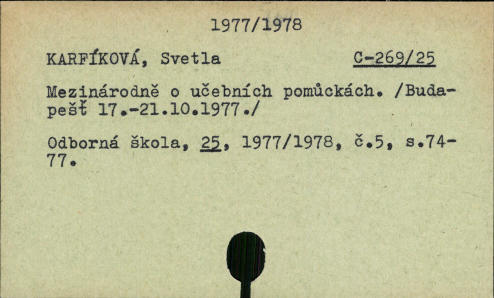 1977/1978
KARFÍKOVÁ, Svetla C-269/25
Mezinárodně o učebních pomůckách. /Buda-
pešť 17.-21.10.1977./
Odborná škola, 25, 1977/1978, č.5, s.74-
77.